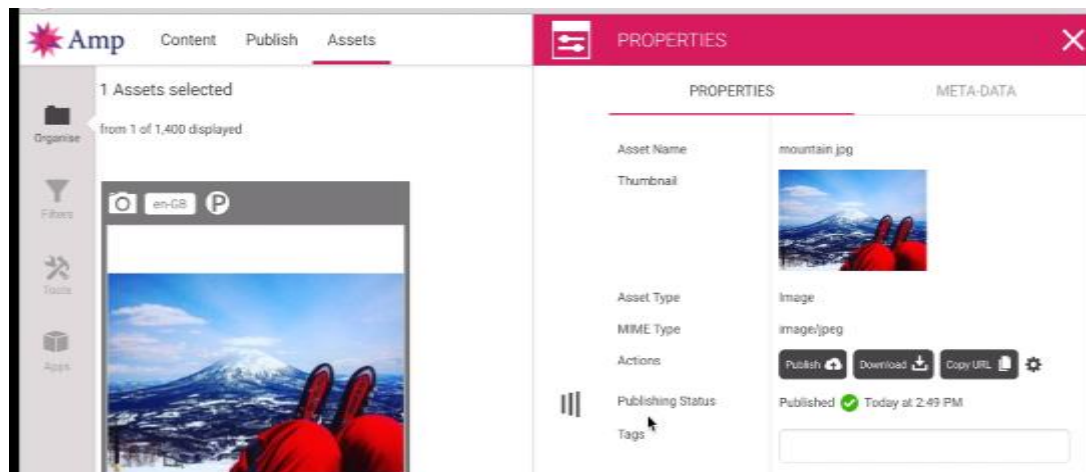 Amp Content Publish Assets
PROPERTIES
1 Assets selected
from 1 of 1,400 displayed
Organise
Filters
Tools
Apps
en-GB P
PROPERTIES META-DATA
Asset Name mountain.jpg
Thumbnail
Asset Type Image
MIME Type image/jpeg
Actions Publish Download Copy URL
Publishing Status Published Today at 2:49 PM
Tags